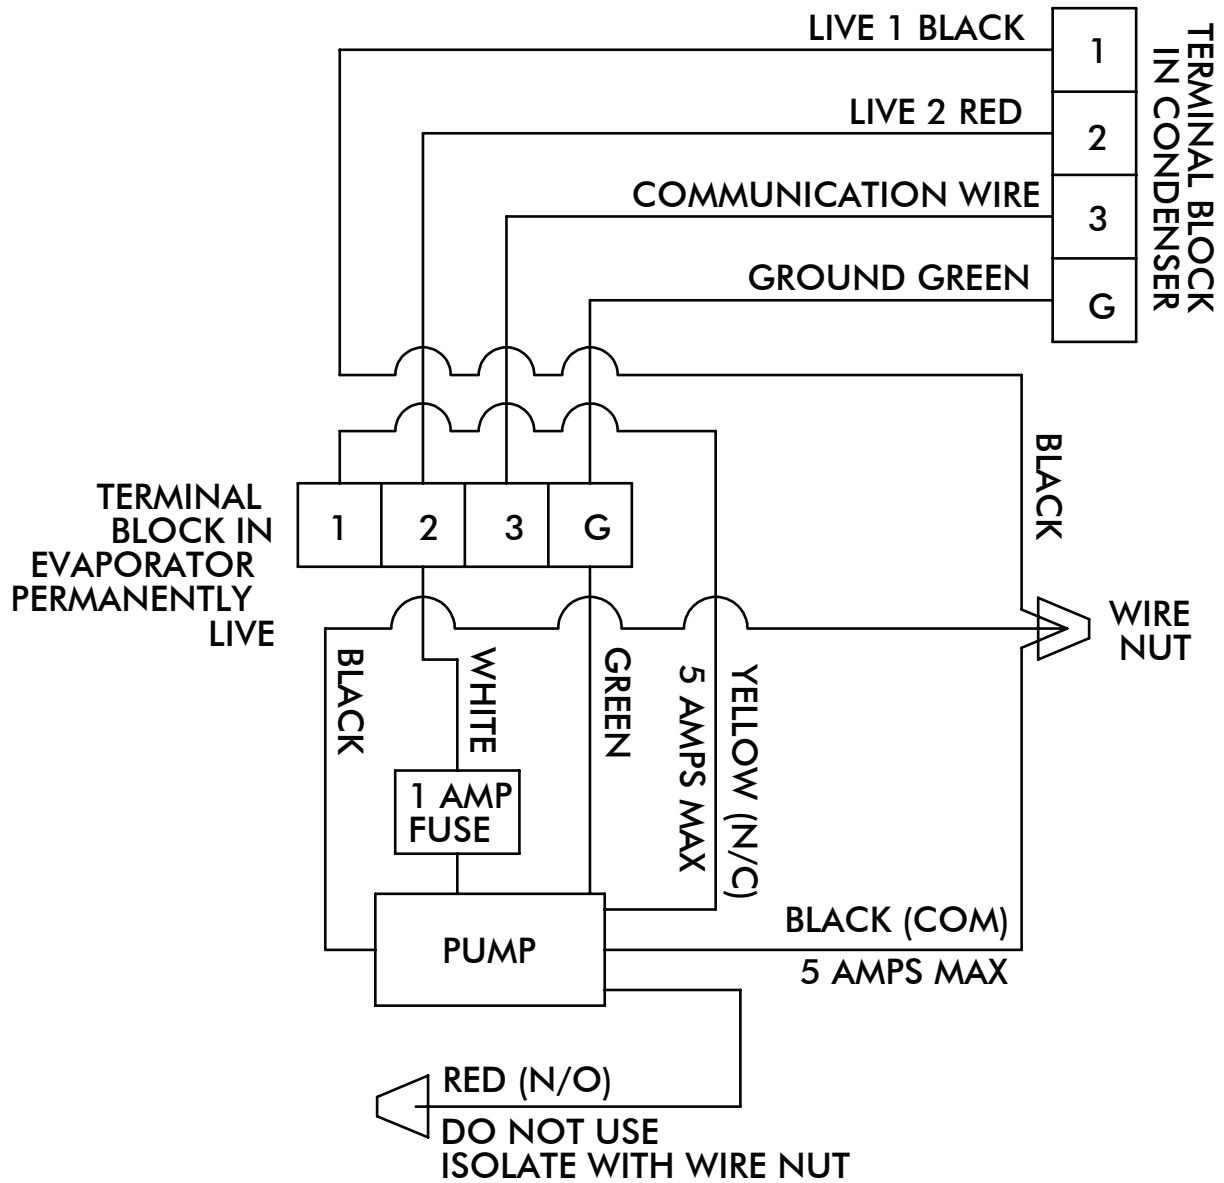 LIVE 1 BLACK
1
LIVE 2 RED
2
COMMUNICATION WIRE
3
GROUND GREEN
G
TERMINAL BLOCK
IN CONDENSER
BLACK
TERMINAL
BLOCK IN
EVAPORATOR
PERMANENTLY
LIVE
1 2 3 G
WIRE
NUT
BLACK
WHITE
GREEN
5 AMPS MAX
YELLOW (N/C)
1 AMP
FUSE
PUMP
BLACK (COM)
5 AMPS MAX
RED (N/O)
DO NOT USE
ISOLATE WITH WIRE NUT